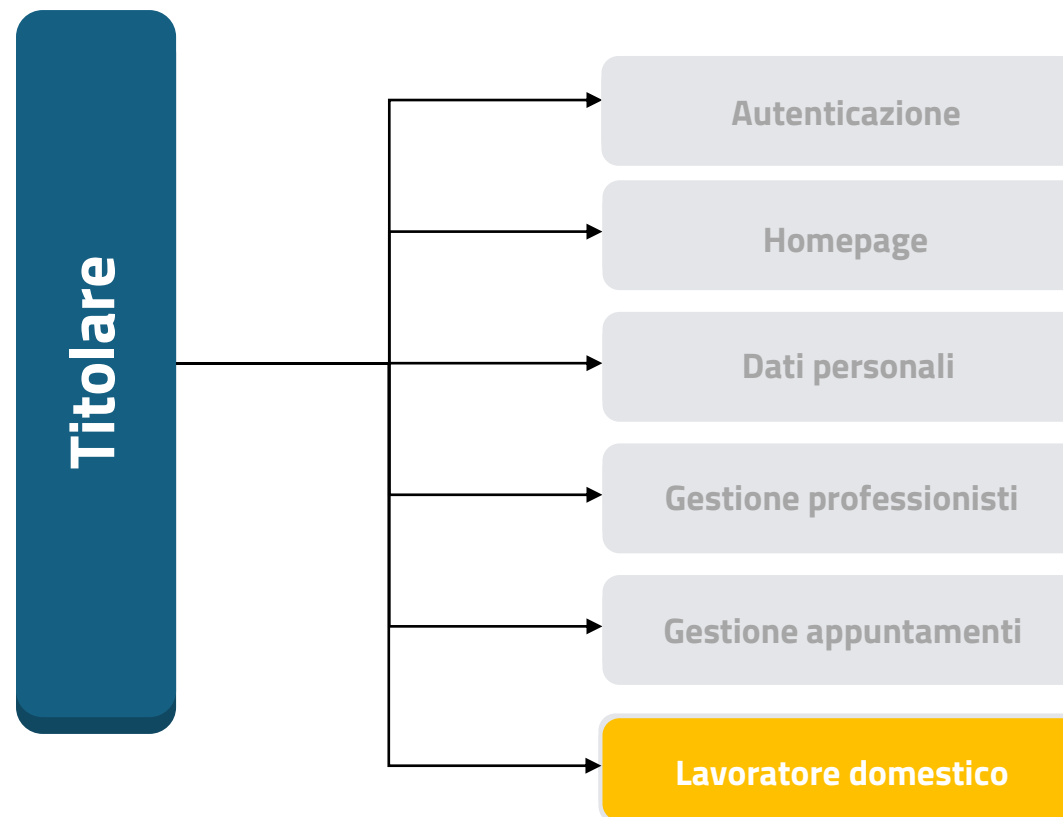 Titolare
Autenticazione
Homepage
Dati personali
Gestione professionisti
Gestione appuntamenti
Lavoratore domestico